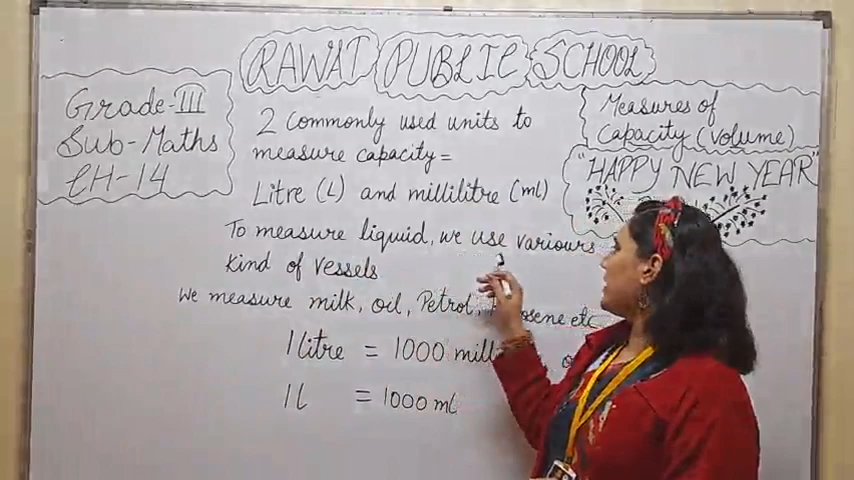 RAWAT PUBLIC SCHOOL
Grade-III
Sub-Maths
CH-14
Measures of
Capacity (Volume)
"HAPPY NEW YEAR"
2 Commonly used units to
measure capacity=
Litre (L) and millilitre (ml)
To measure liquid, we use variours
kind of vessels
We measure milk, oil, Petrol, etc
1 Litre = 1000
1L = 1000 ml